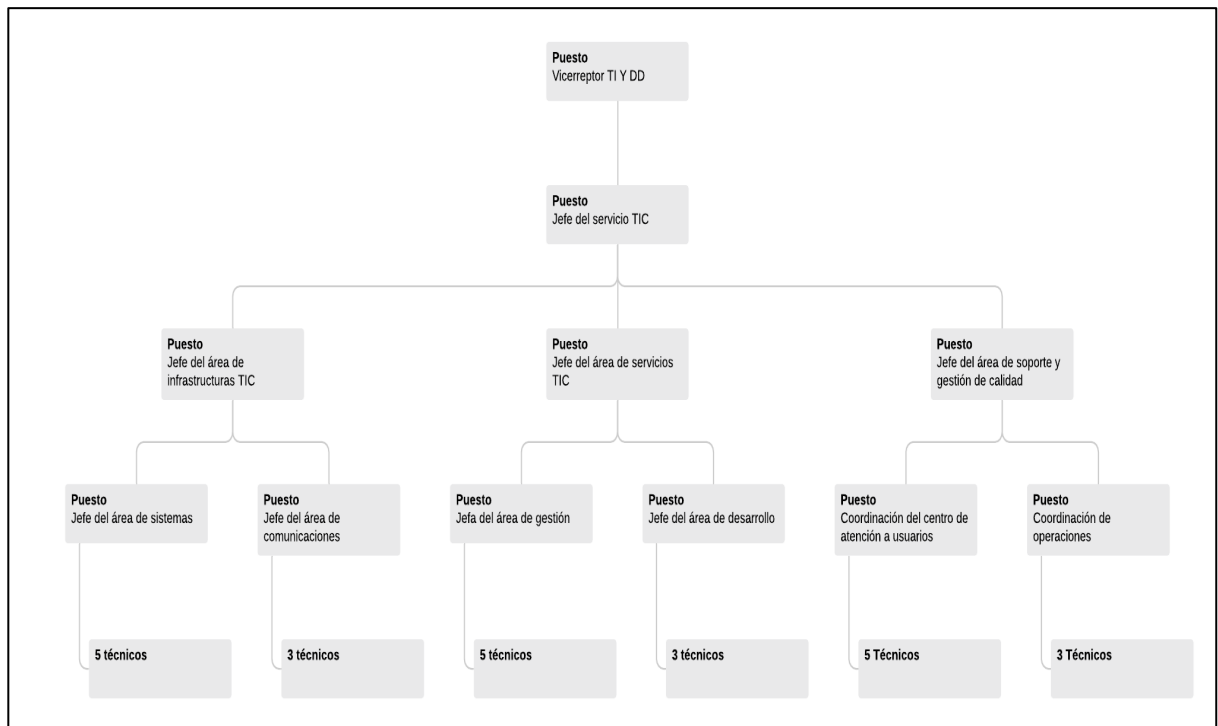 Puesto
Vicerreptor TI Y DD
Puesto
Jefe del servicio TIC
Puesto
Jefe del área de
infrastructuras TIC
Puesto
Jefe del área de servicios
TIC
Puesto
Jefe del área de soporte y
gestión de calidad
Puesto
Jefe del área de sistemas
Puesto
Jefe del área de
comunicaciones
Puesto
Jefa del área de gestión
Puesto
Jefe del área de desarrollo
Puesto
Coordinación del centro de
atención a usuarios
Puesto
Coordinación de
operaciones
5 técnicos
3 técnicos
5 técnicos
3 técnicos
5 Técnicos
3 Técnicos